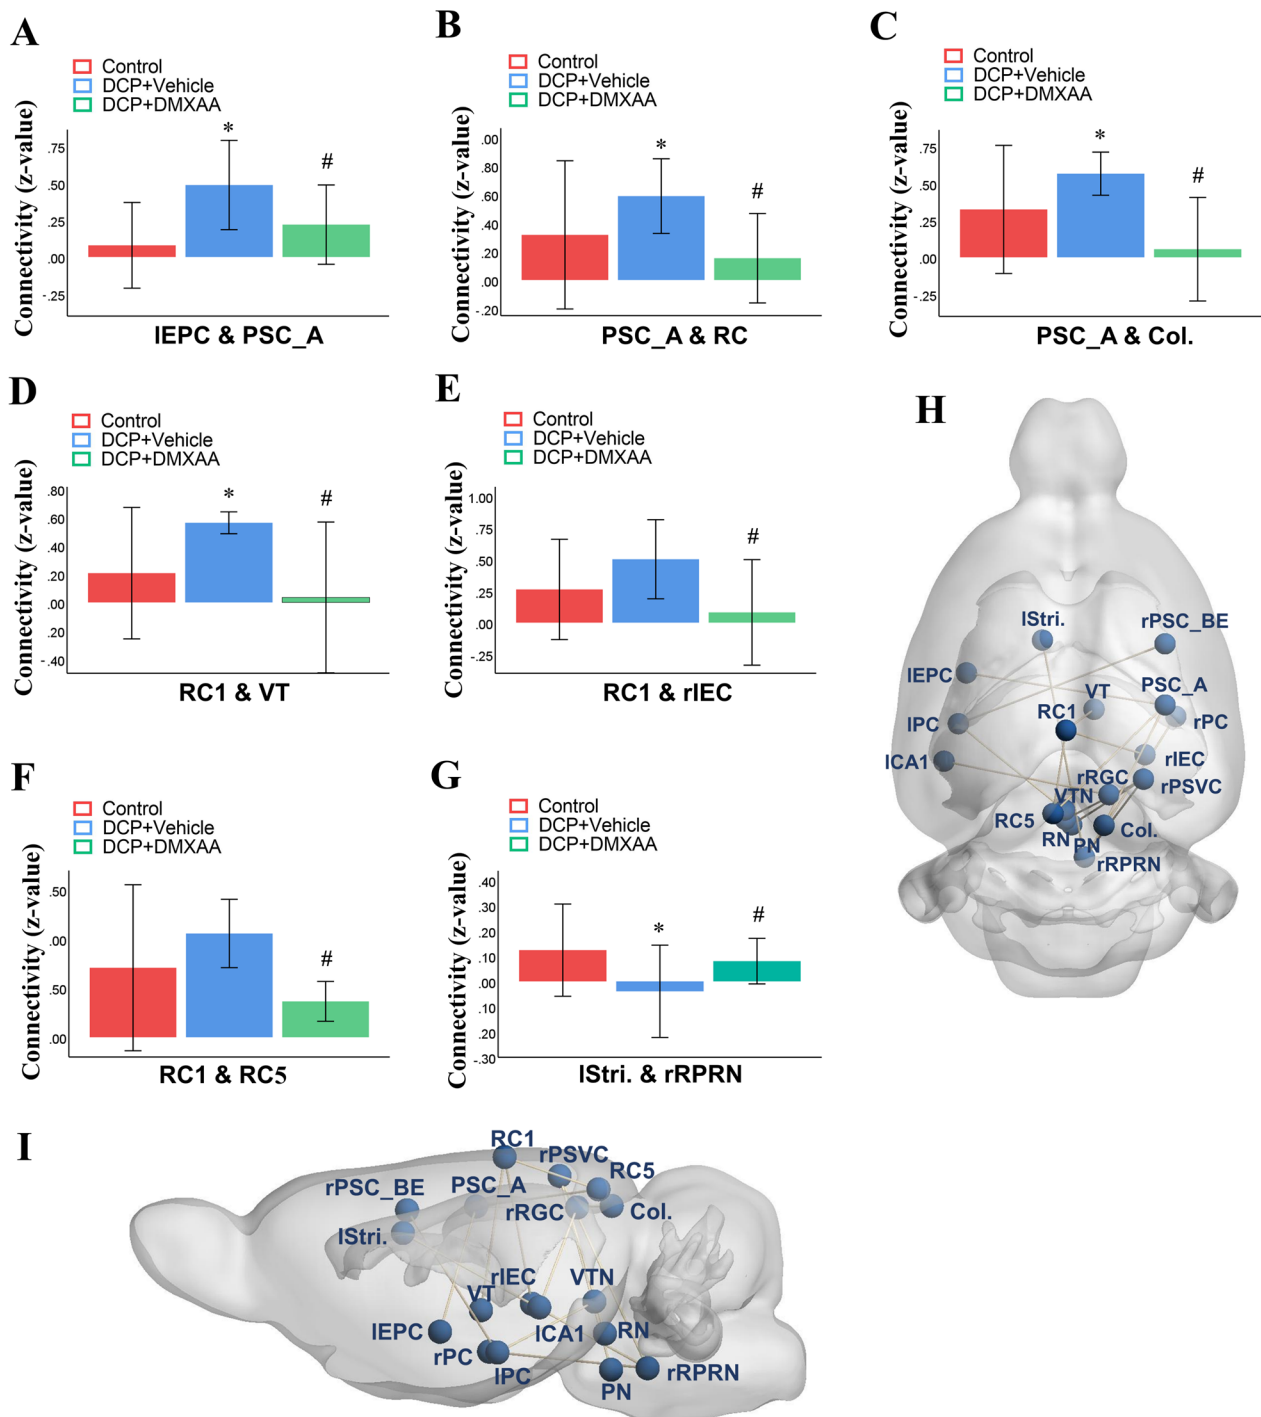 A
Control
DCP+Vehicle
DCP+DMXAA
Connectivity (z-value)
.75
.50
.25
.00
-.25
*
#
lEPC & PSC_A
B
Control
DCP+Vehicle
DCP+DMXAA
Connectivity (z-value)
.00
.80
.60
.40
.20
.00
-.20
*
#
PSC_A & RC
C
Control
DCP+Vehicle
DCP+DMXAA
Connectivity (z-value)
.75
.50
.25
.00
-.25
*
#
PSC_A & Col.
D
Control
DCP+Vehicle
DCP+DMXAA
Connectivity (z-value)
.80
.60
.40
.20
.00
.20
-.40
*
#
RC1 & VT
E
Control
DCP+Vehicle
DCP+DMXAA
Connectivity (z-value)
1.00
.75
.50
.25
.00
-.25
#
RC1 & rIEC
F
Control
DCP+Vehicle
DCP+DMXAA
Connectivity (z-value)
.50
.00
.50
.00
#
RC1 & RC5
G
Control
DCP+Vehicle
DCP+DMXAA
Connectivity (z-value)
.40
.30
.20
.10
.00
.10
.20
-.30
*
#
lStri. & rRPRN
H
lStri.
rPSC_BE
lEPC
PSC_A
VT
RC1
lPC
rPC
lCA1
rIEC
rRGC
rPSVC
VTN
RC5
RN
PN
Col.
rRPRN
I
RC1
rPSVC
RC5
rPSC_BE
PSC_A
rRGC
Col.
lStri.
rIEC
VTN
VT
lEPC
lCA1
RN
rPC
lPC
PN
rRPRN